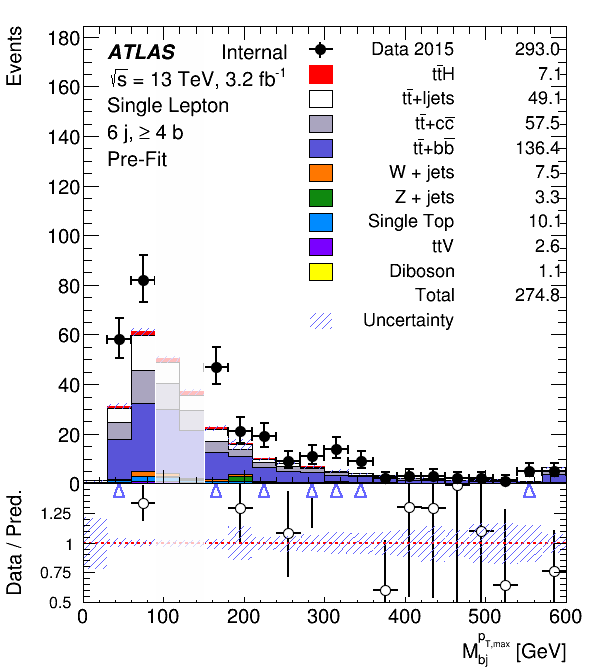 Events
180
160
140
120
100
80
60
40
20
0
ATLAS Internal
√s = 13 TeV, 3.2 fb⁻¹
Single Lepton
6 j, ≥ 4 b
Pre-Fit
Data 2015 293.0
tt̄H 7.1
tt̄+ljets 49.1
tt̄+cc̄ 57.5
tt̄+bb̄ 136.4
W + jets 7.5
Z + jets 3.3
Single Top 10.1
ttV 2.6
Diboson 1.1
Total 274.8
Uncertainty
Data / Pred.
1.25
1
0.75
0.5
0 100 200 300 400 500 600
M_bj^pT,max [GeV]